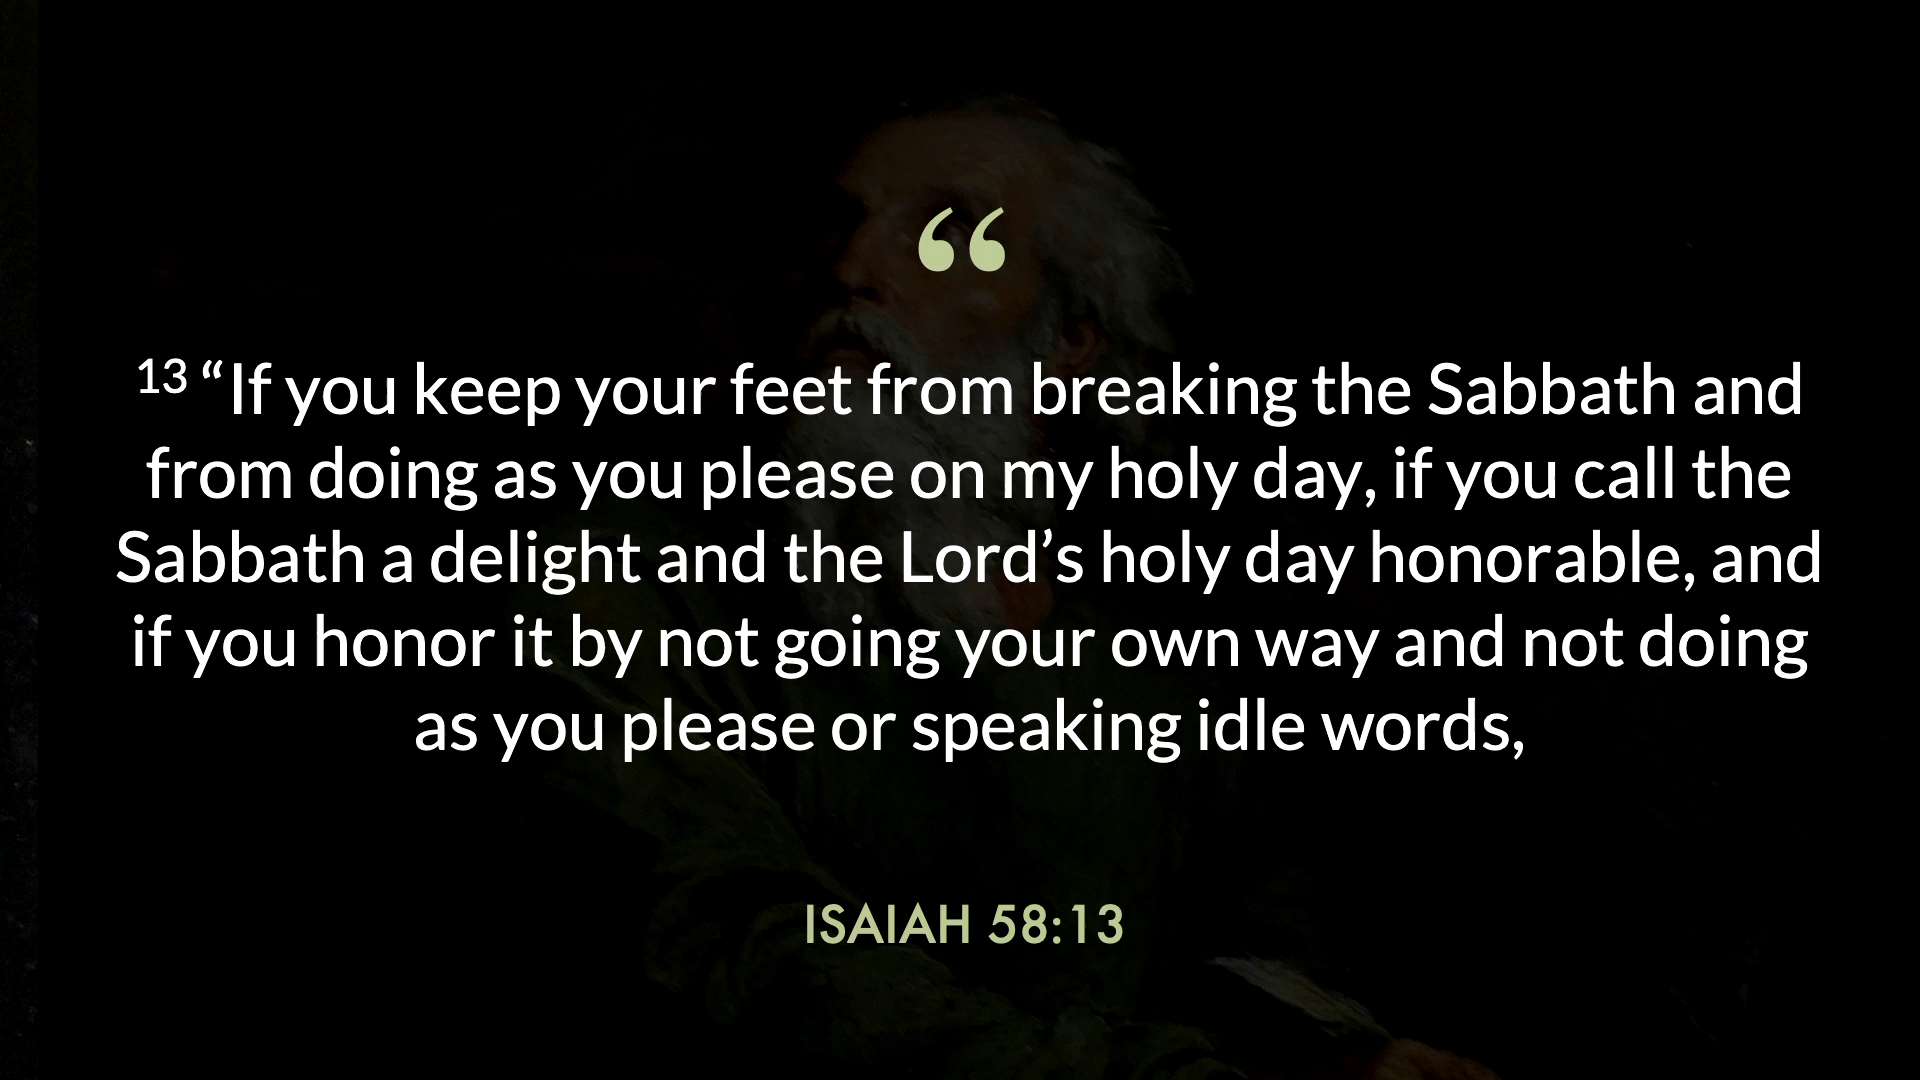 “
13 “If you keep your feet from breaking the Sabbath and
from doing as you please on my holy day, if you call the
Sabbath a delight and the Lord’s holy day honorable, and
if you honor it by not going your own way and not doing
as you please or speaking idle words,
ISAIAH 58:13